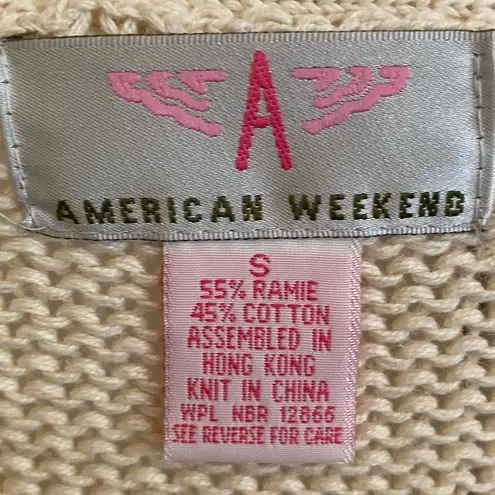 A
AMERICAN WEEKEND
S
55% RAMIE
45% COTTON
ASSEMBLED IN
HONG KONG
KNIT IN CHINA
WPL NBR 12866
SEE REVERSE FOR CARE